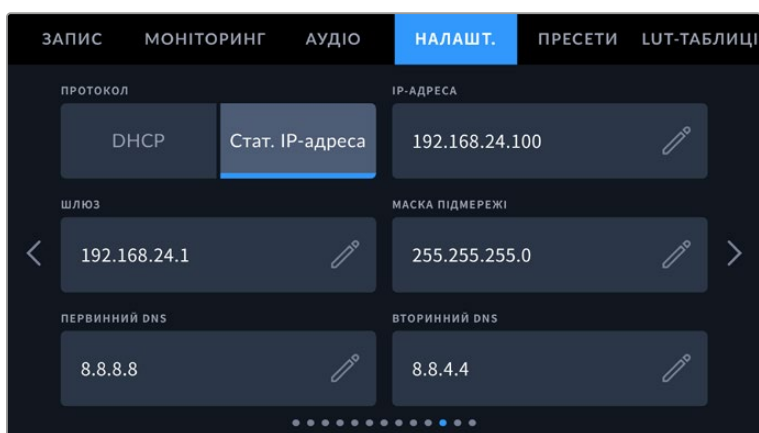 ЗАПИС МОНІТОРИНГ АУДІО НАЛАШТ. ПРЕСЕТИ LUT-ТАБЛИЦІ
ПРОТОКОЛ IP-АДРЕСА
DHCP Стат. IP-адреса 192.168.24.100
ШЛЮЗ МАСКА ПІДМЕРЕЖІ
192.168.24.1 255.255.255.0
ПЕРВИННИЙ DNS ВТОРИННИЙ DNS
8.8.8.8 8.8.4.4